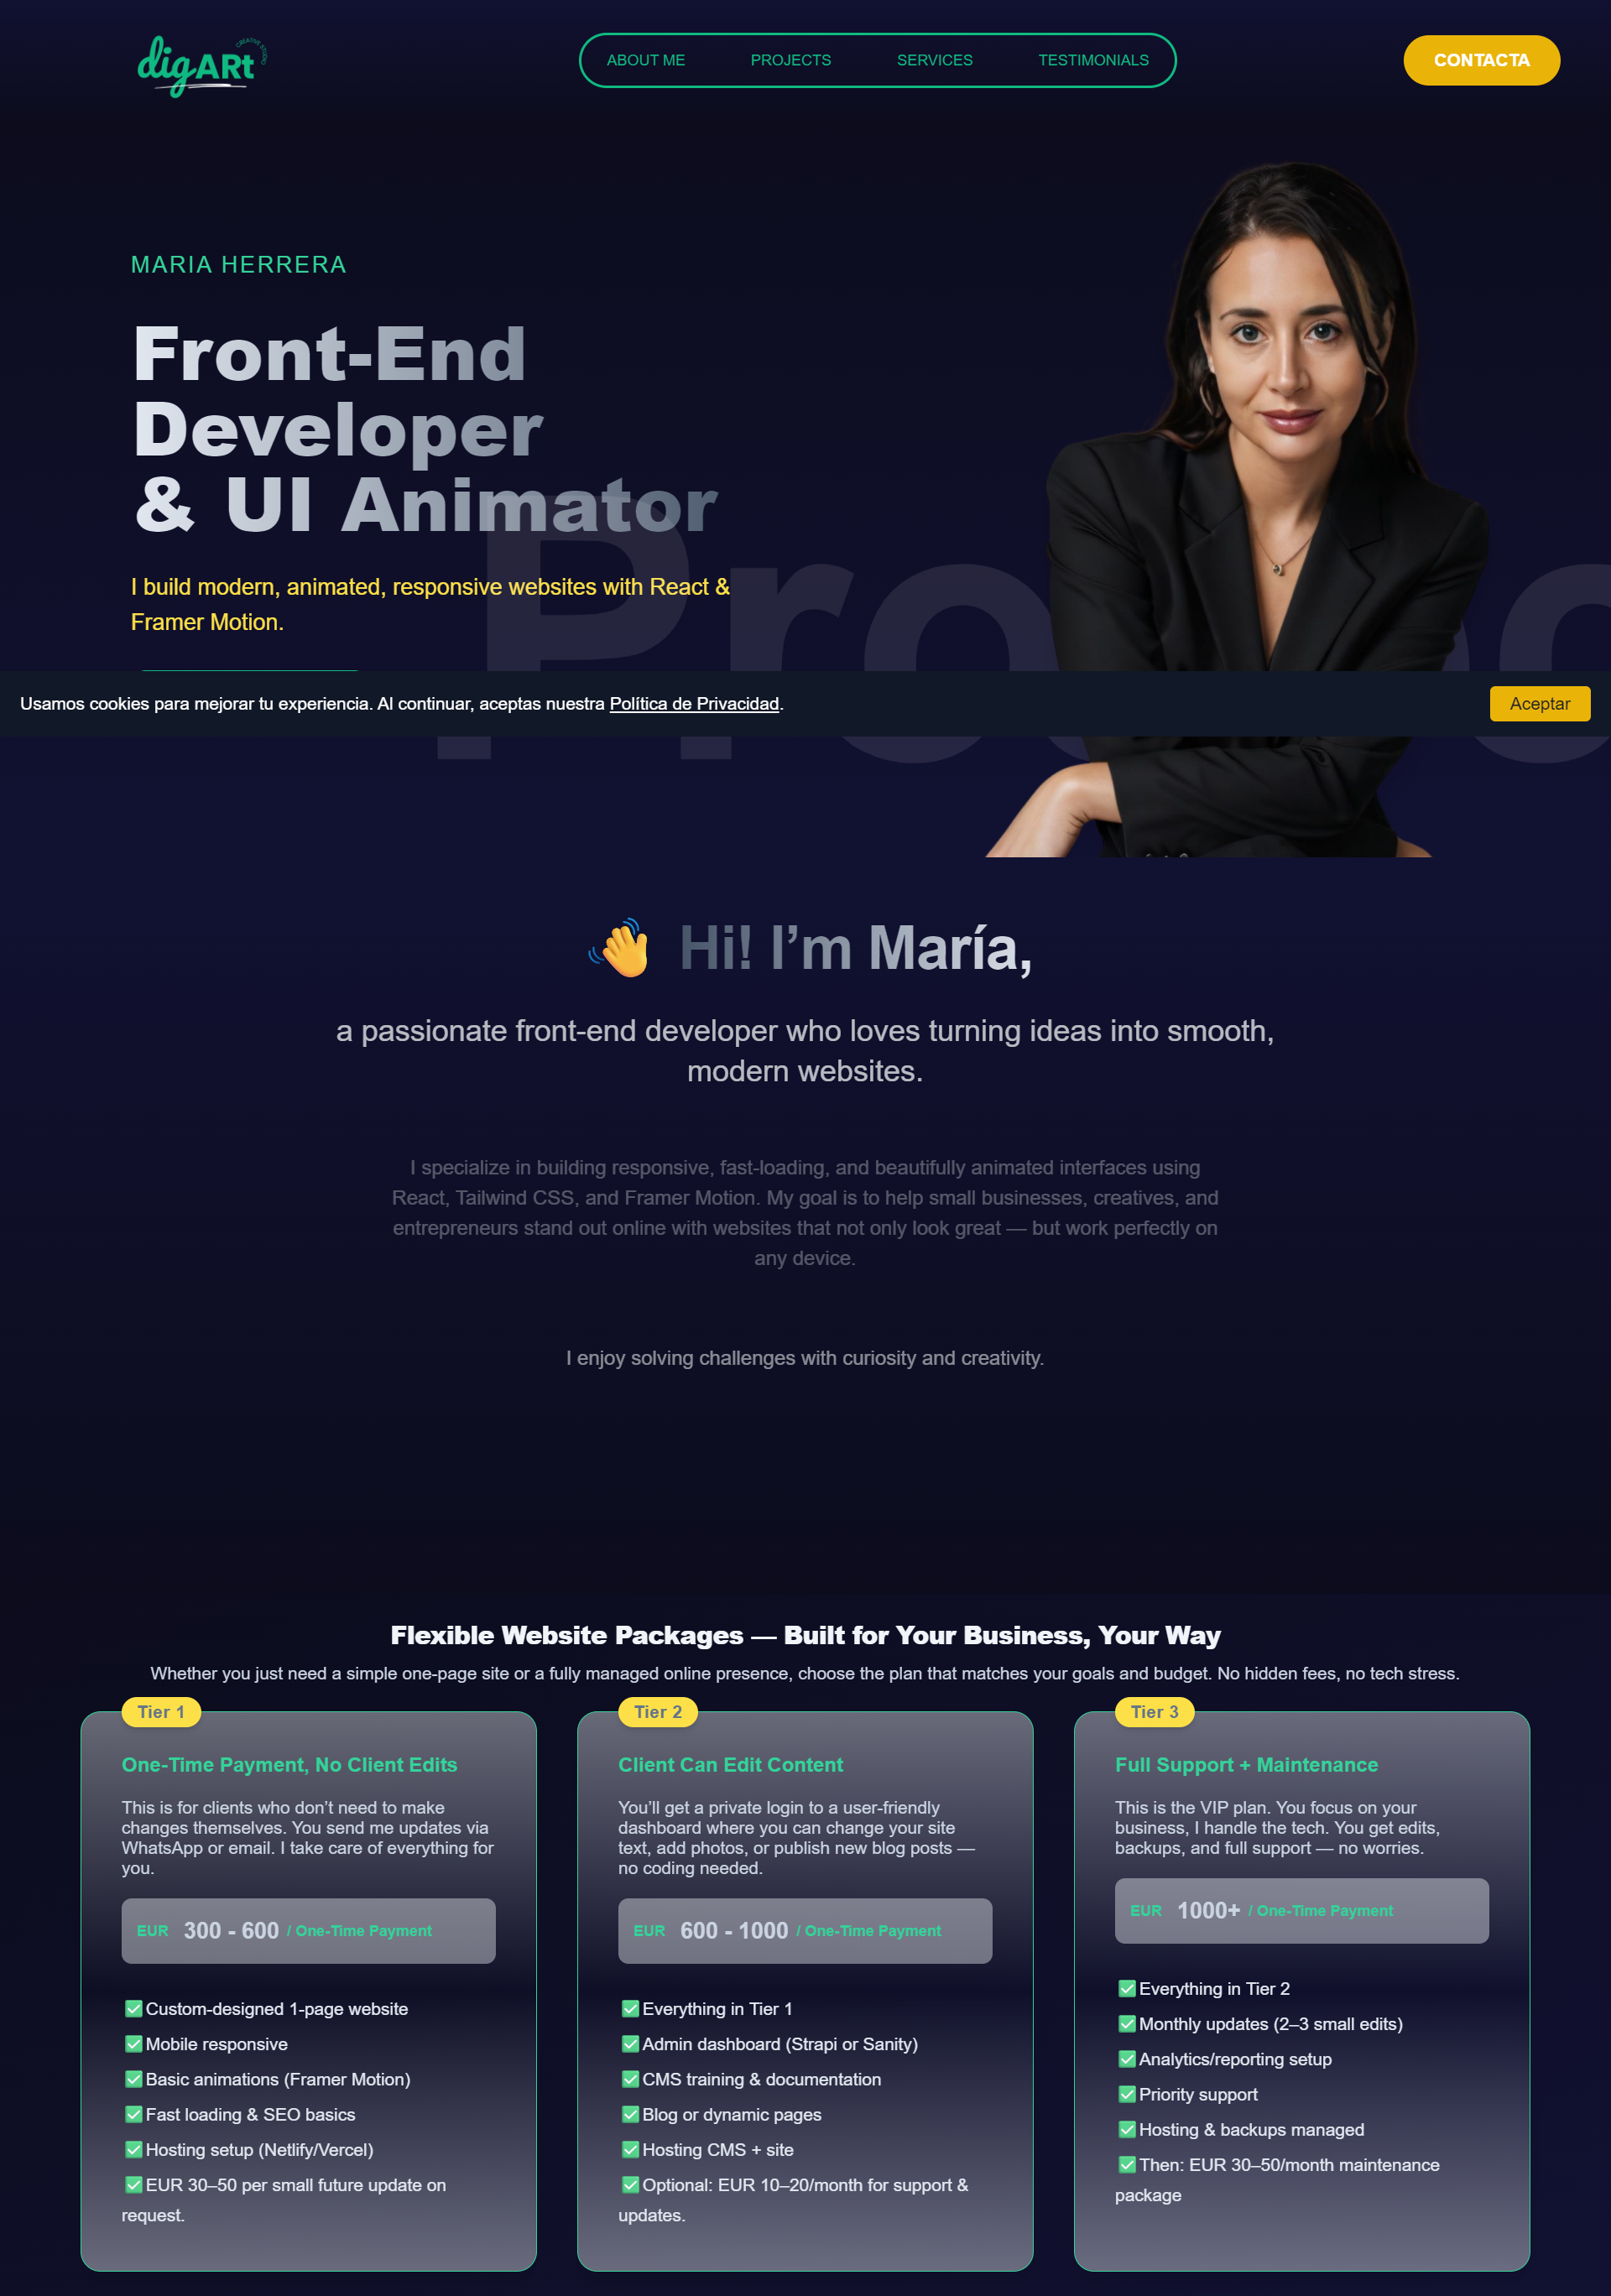 digARt
CREATIVE STUDIO
ABOUT ME
PROJECTS
SERVICES
TESTIMONIALS
CONTACTA
MARIA HERRERA
Front-End
Developer
& UI Animator
I build modern, animated, responsive websites with React &
Framer Motion.
Usamos cookies para mejorar tu experiencia. Al continuar, aceptas nuestra Política de Privacidad.
Aceptar
👋 Hi! I’m María,
a passionate front-end developer who loves turning ideas into smooth,
modern websites.
I specialize in building responsive, fast-loading, and beautifully animated interfaces using
React, Tailwind CSS, and Framer Motion. My goal is to help small businesses, creatives, and
entrepreneurs stand out online with websites that not only look great — but work perfectly on
any device.
I enjoy solving challenges with curiosity and creativity.
Flexible Website Packages — Built for Your Business, Your Way
Whether you just need a simple one-page site or a fully managed online presence, choose the plan that matches your goals and budget. No hidden fees, no tech stress.
Tier 1
One-Time Payment, No Client Edits
This is for clients who don’t need to make
changes themselves. You send me updates via
WhatsApp or email. I take care of everything for
you.
EUR 300 - 600 / One-Time Payment
✅Custom-designed 1-page website
✅Mobile responsive
✅Basic animations (Framer Motion)
✅Fast loading & SEO basics
✅Hosting setup (Netlify/Vercel)
✅EUR 30–50 per small future update on
request.
Tier 2
Client Can Edit Content
You’ll get a private login to a user-friendly
dashboard where you can change your site
text, add photos, or publish new blog posts —
no coding needed.
EUR 600 - 1000 / One-Time Payment
✅Everything in Tier 1
✅Admin dashboard (Strapi or Sanity)
✅CMS training & documentation
✅Blog or dynamic pages
✅Hosting CMS + site
✅Optional: EUR 10–20/month for support &
updates.
Tier 3
Full Support + Maintenance
This is the VIP plan. You focus on your
business, I handle the tech. You get edits,
backups, and full support — no worries.
EUR 1000+ / One-Time Payment
✅Everything in Tier 2
✅Monthly updates (2–3 small edits)
✅Analytics/reporting setup
✅Priority support
✅Hosting & backups managed
✅Then: EUR 30–50/month maintenance
package